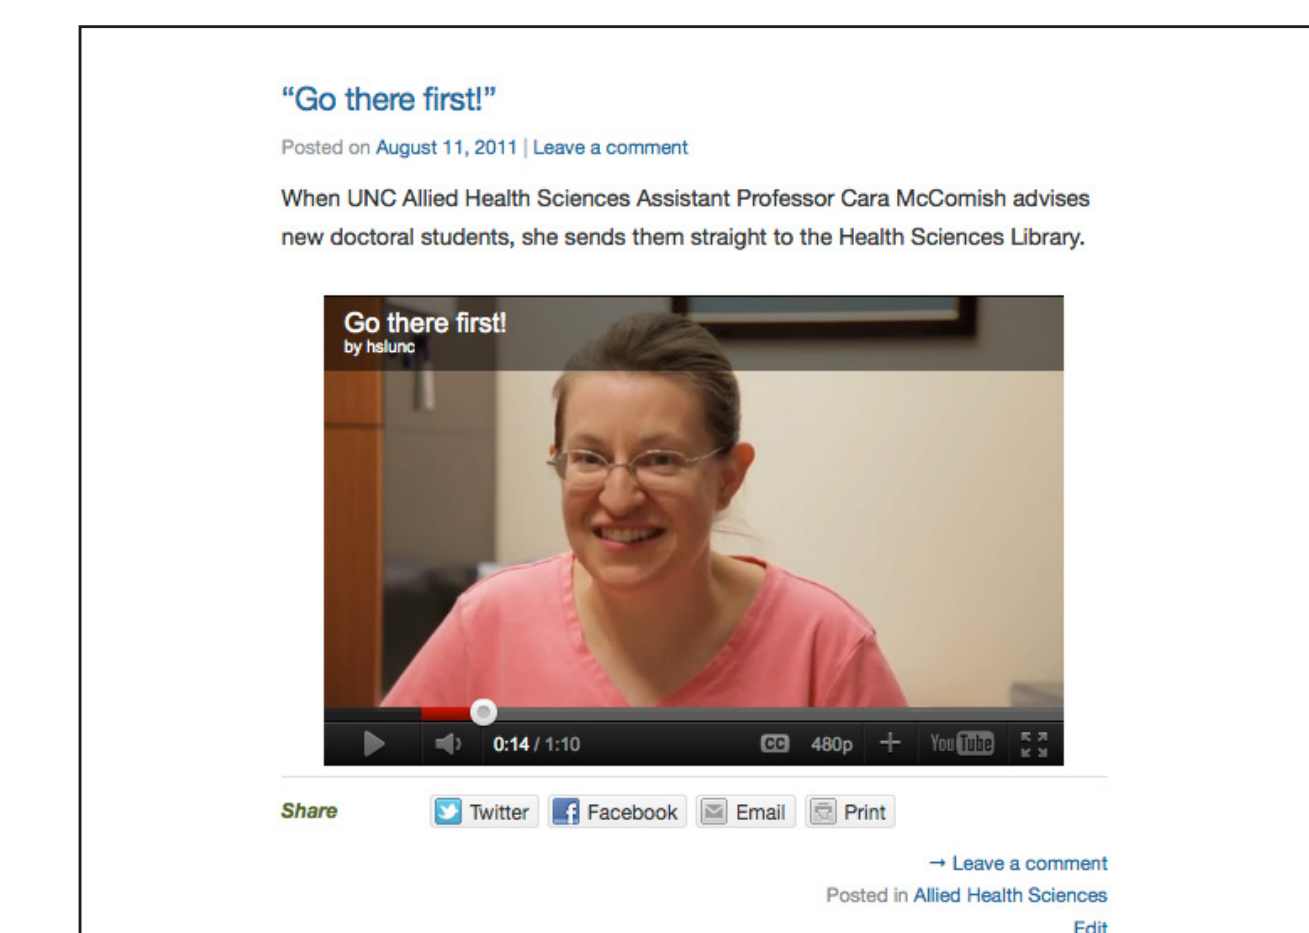 “Go there first!”
Posted on August 11, 2011 | Leave a comment
When UNC Allied Health Sciences Assistant Professor Cara McComish advises
new doctoral students, she sends them straight to the Health Sciences Library.
Go there first!
by hslunc
0:14 / 1:10
CC
480p
YouTube
Share
Twitter
Facebook
Email
Print
→ Leave a comment
Posted in Allied Health Sciences
Edit